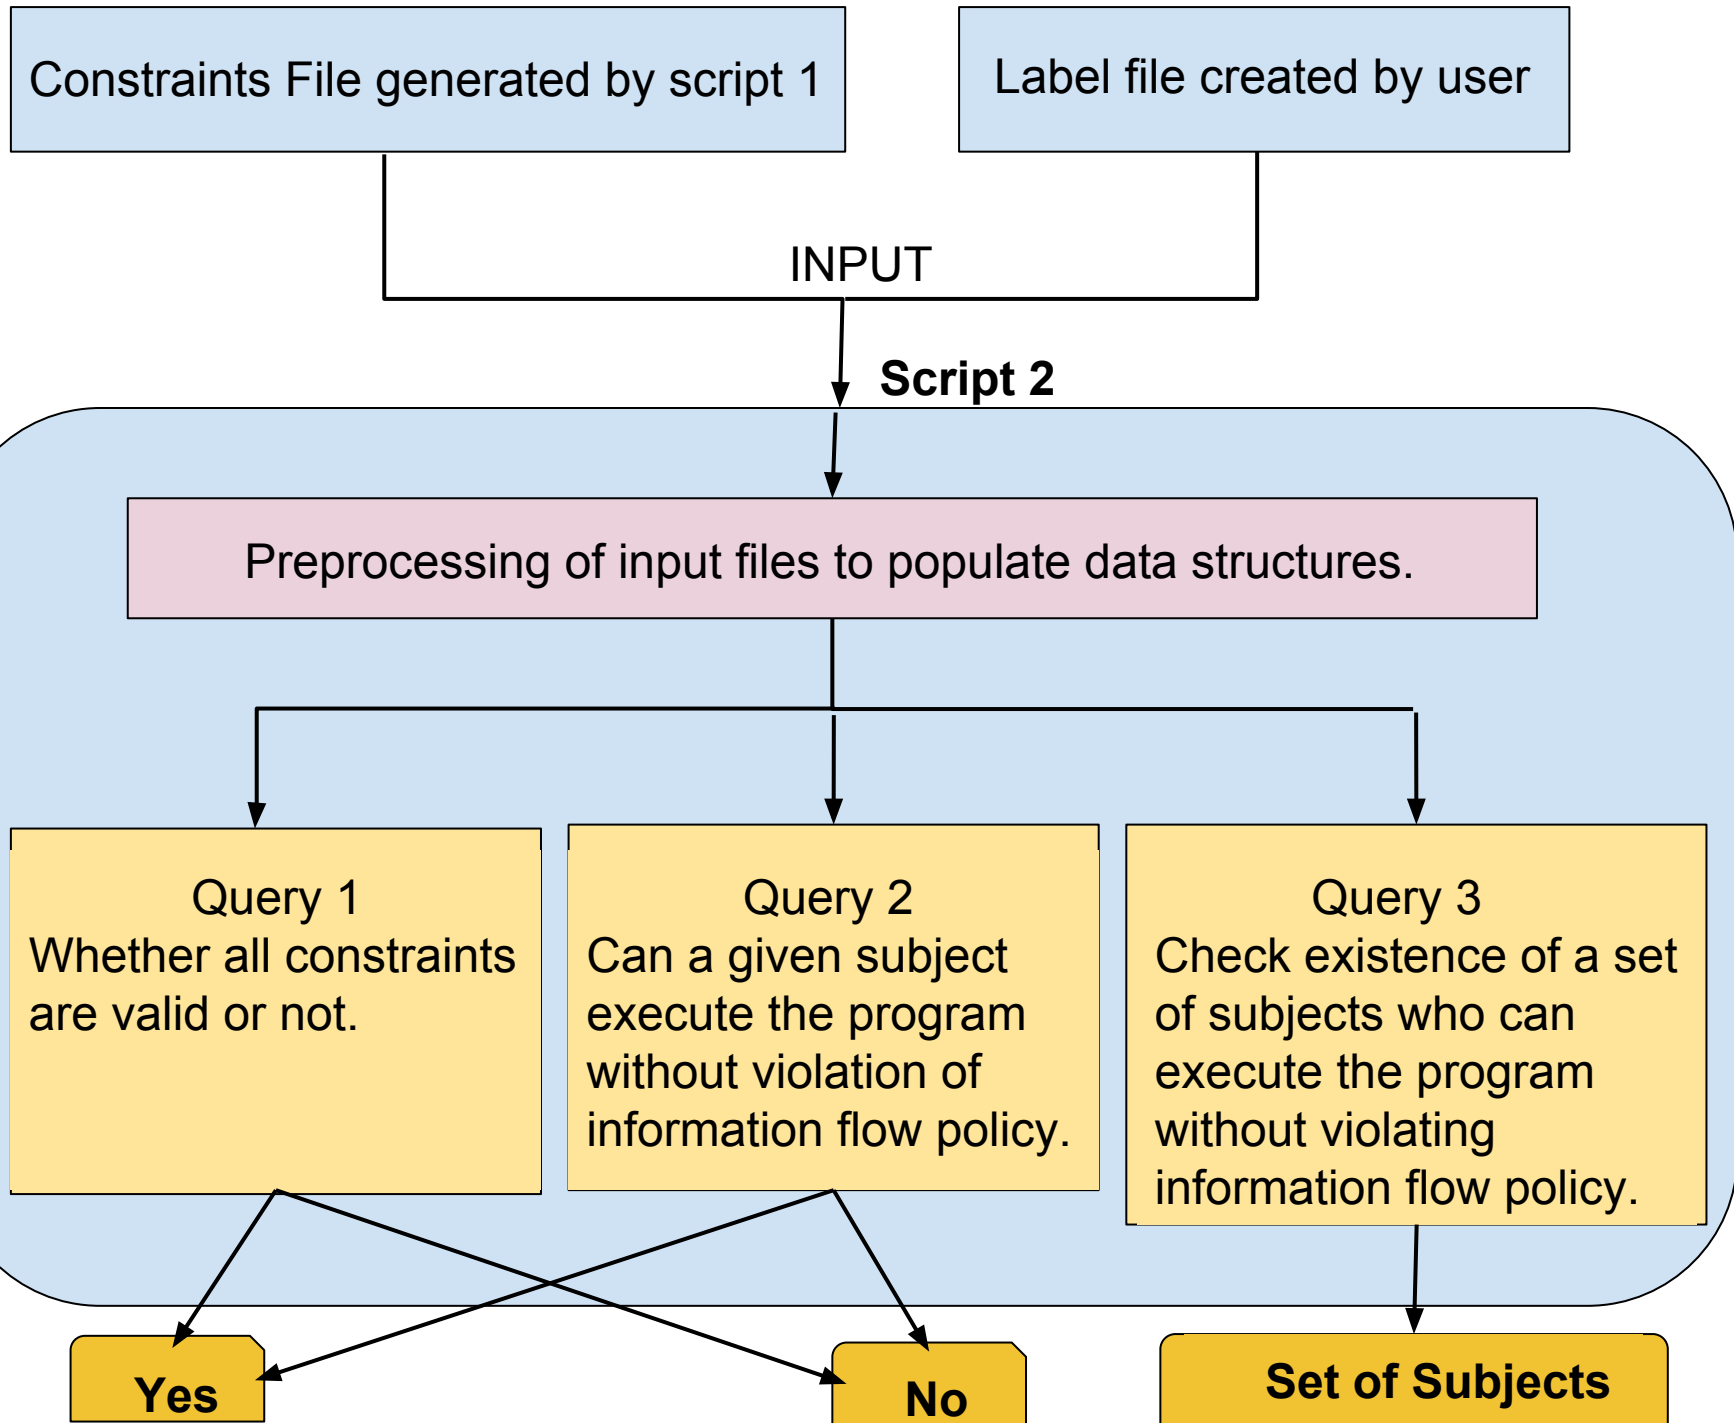 Constraints File generated by script 1
Label file created by user
INPUT
Script 2
Preprocessing of input files to populate data structures.
Query 1
Whether all constraints
are valid or not.
Query 2
Can a given subject
execute the program
without violation of
information flow policy.
Query 3
Check existence of a set
of subjects who can
execute the program
without violating
information flow policy.
Yes
No
Set of Subjects